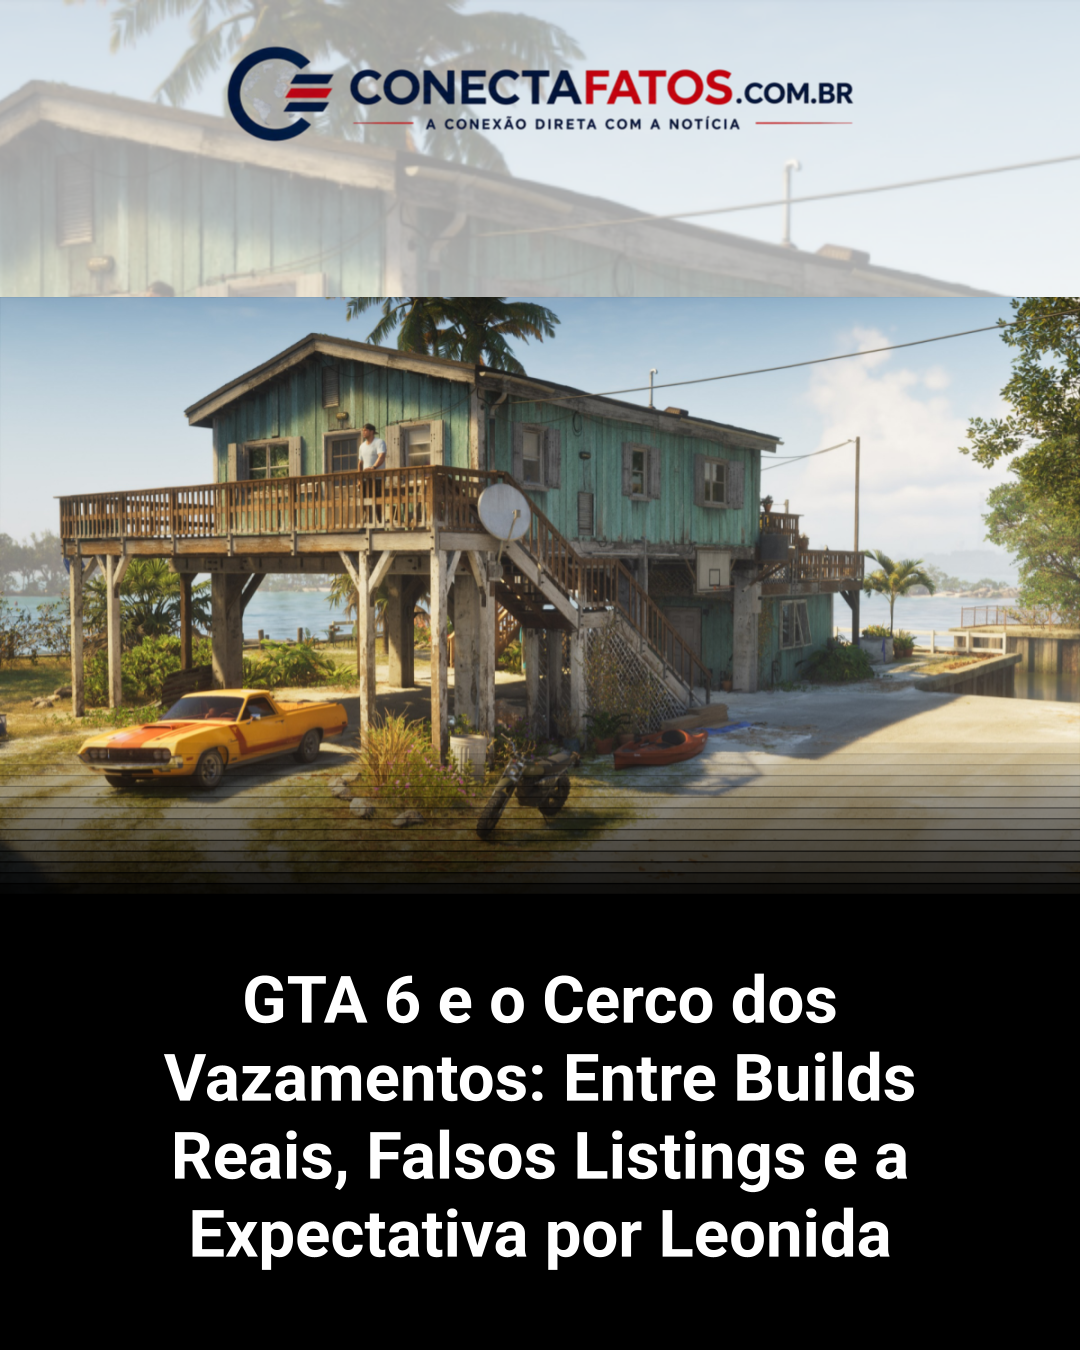 CONECTAFATOS.COM.BR
A CONEXÃO DIRETA COM A NOTÍCIA
GTA 6 e o Cerco dos
Vazamentos: Entre Builds
Reais, Falsos Listings e a
Expectativa por Leonida